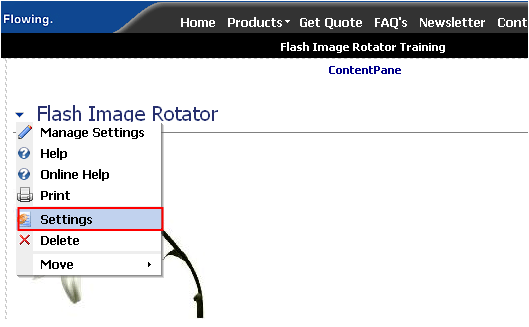 Flowing.
Home Products Get Quote FAQ's Newsletter Cont
Flash Image Rotator Training
ContentPane
Flash Image Rotator
Manage Settings
Help
Online Help
Print
Settings
Delete
Move